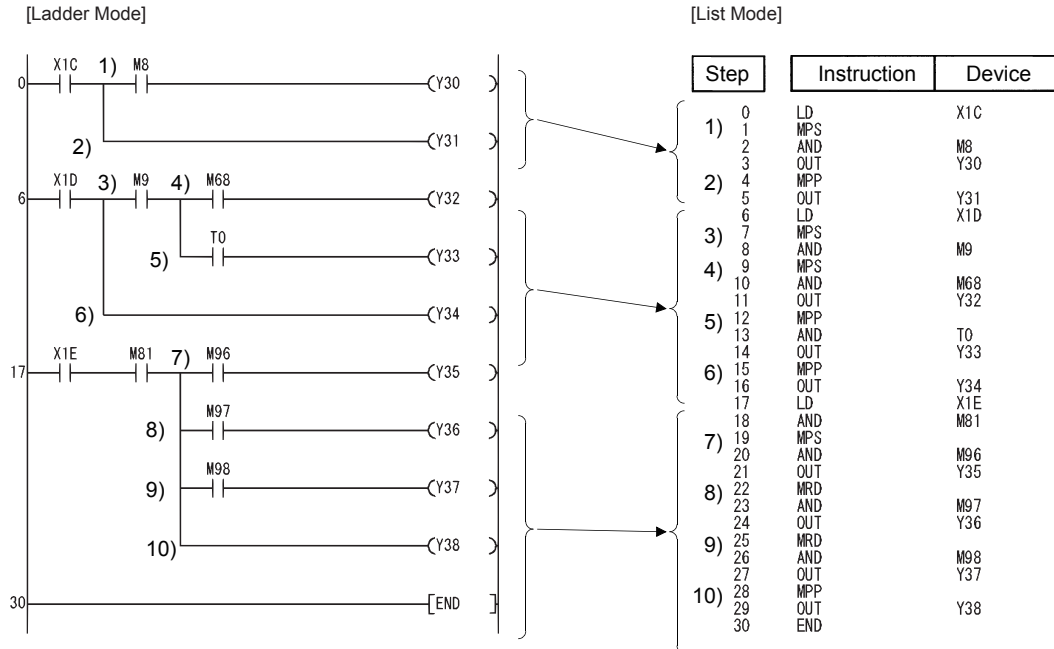 [Ladder Mode]
[List Mode]
X1C 1) M8
0 Y30
2) Y31
X1D 3) M9 4) M68
6 Y32
T0
5) Y33
6) Y34
X1E M81 7) M96
17 Y35
M97
8) Y36
M98
9) Y37
10) Y38
30 END
Step Instruction Device
0 LD X1C
1) 1 MPS
2 AND M8
3 OUT Y30
2) 4 MPP
5 OUT Y31
6 LD X1D
3) 7 MPS
8 AND M9
4) 9 MPS
10 AND M68
11 OUT Y32
5) 12 MPP
13 AND T0
14 OUT Y33
6) 15 MPP
16 OUT Y34
17 LD X1E
18 AND M81
7) 19 MPS
20 AND M96
21 OUT Y35
8) 22 MRD
23 AND M97
24 OUT Y36
9) 25 MRD
26 AND M98
27 OUT Y37
10) 28 MPP
29 OUT Y38
30 END